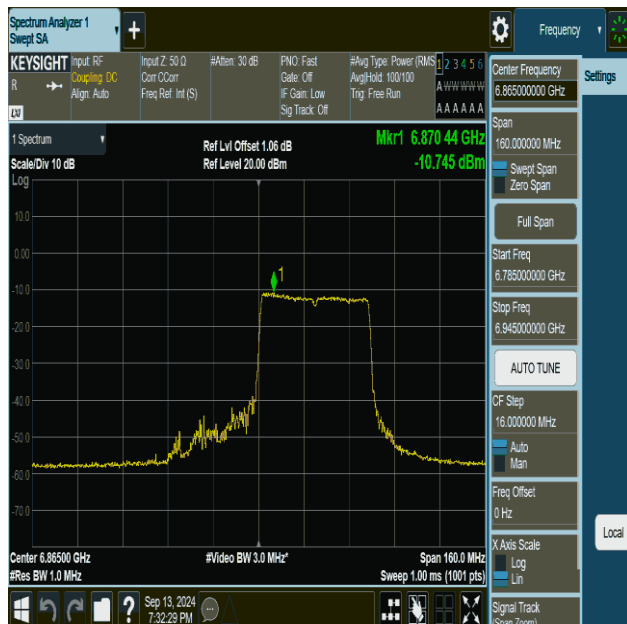 Spectrum Analyzer 1
Swept SA
Frequency
KEYSIGHT
Input: RF
Coupling: DC
Align: Auto
Input Z: 50 Ω
Corr CCorr
Freq Ref: Int (S)
#Atten: 30 dB
PNO: Fast
Gate: Off
IF Gain: Low
Sig Track: Off
#Avg Type: Power (RMS
Avg|Hold: 100/100
Trig: Free Run
1 2 3 4 5 6
A W W W W W
A A A A A A
R
LXI
1 Spectrum
Scale/Div 10 dB
Ref Lvl Offset 1.06 dB
Ref Level 20.00 dBm
Mkr1 6.870 44 GHz
-10.745 dBm
Log
10.0
0.00
-10.0
-20.0
-30.0
-40.0
-50.0
-60.0
-70.0
1
Center 6.86500 GHz
#Res BW 1.0 MHz
#Video BW 3.0 MHz*
Span 160.0 MHz
Sweep 1.00 ms (1001 pts)
Center Frequency
6.865000000 GHz
Settings
Span
160.000000 MHz
Swept Span
Zero Span
Full Span
Start Freq
6.785000000 GHz
Stop Freq
6.945000000 GHz
AUTO TUNE
CF Step
16.000000 MHz
Auto
Man
Freq Offset
0 Hz
X Axis Scale
Log
Lin
Local
Signal Track
(Span Zoom)
?
Sep 13, 2024
7:32:29 PM